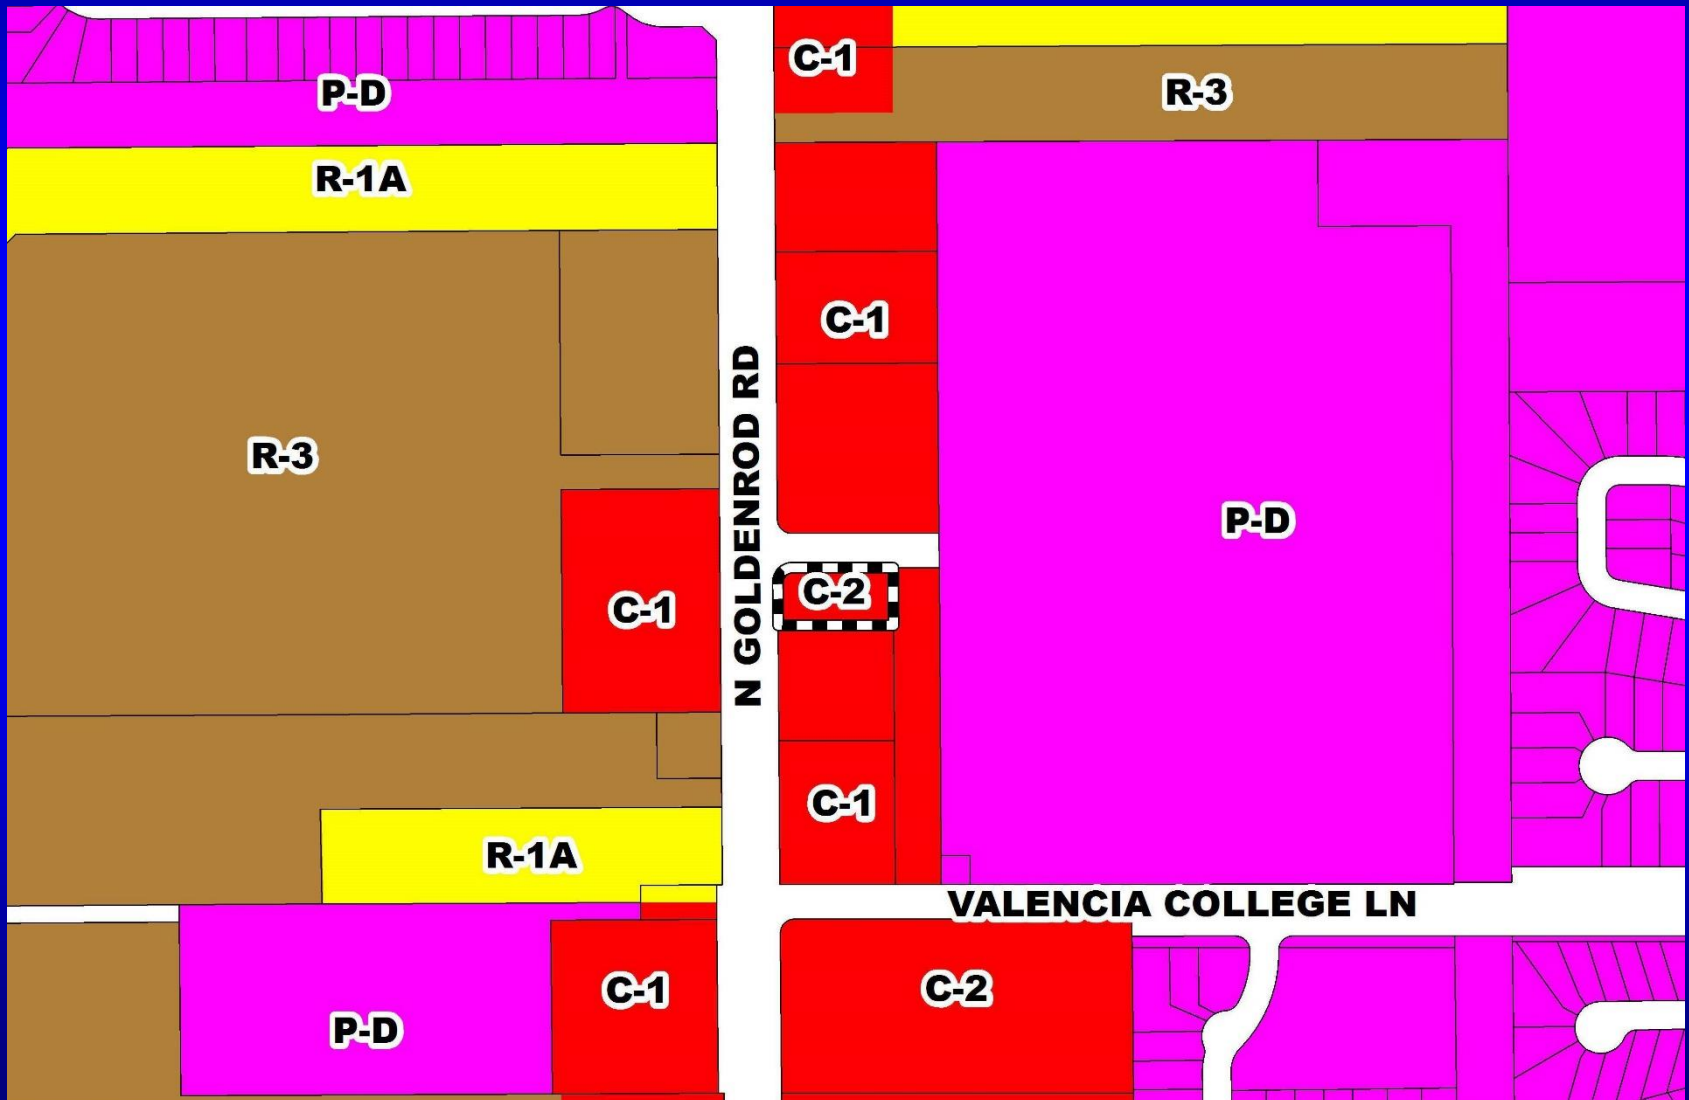 C-1
P-D
R-3
R-1A
C-1
R-3
P-D
C-2
C-1
N GOLDENROD RD
C-1
R-1A
VALENCIA COLLEGE LN
C-1
C-2
P-D